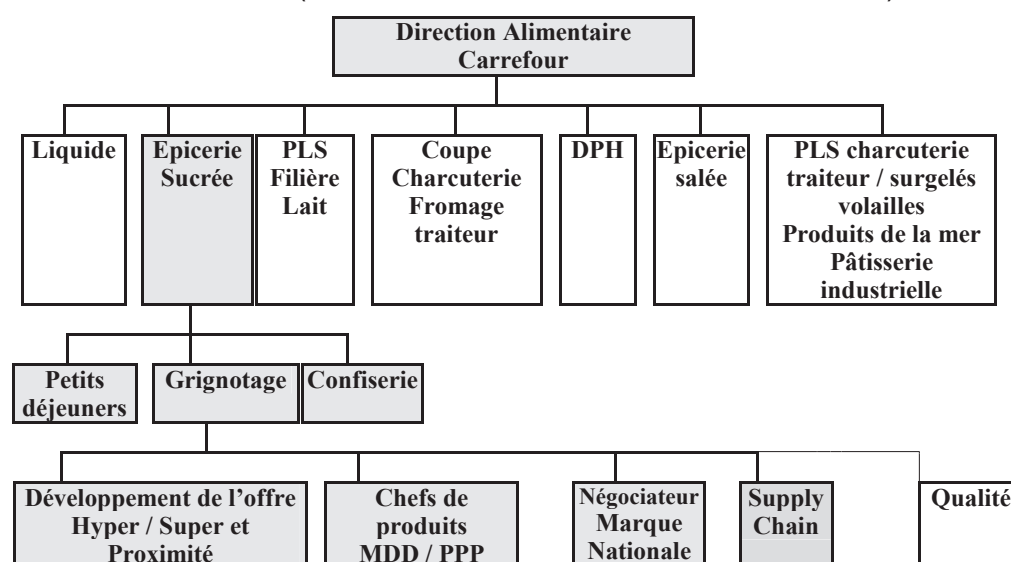 Direction Alimentaire
Carrefour
Liquide
Epicerie
Sucrée
PLS
Filière
Lait
Coupe
Charcuterie
Fromage
traiteur
DPH
Epicerie
salée
PLS charcuterie
traiteur / surgelés
volailles
Produits de la mer
Pâtisserie
industrielle
Petits
déjeuners
Grignotage
Confiserie
Développement de l’offre
Hyper / Super et
Proximité
Chefs de
produits
MDD / PPP
Négociateur
Marque
Nationale
Supply
Chain
Qualité